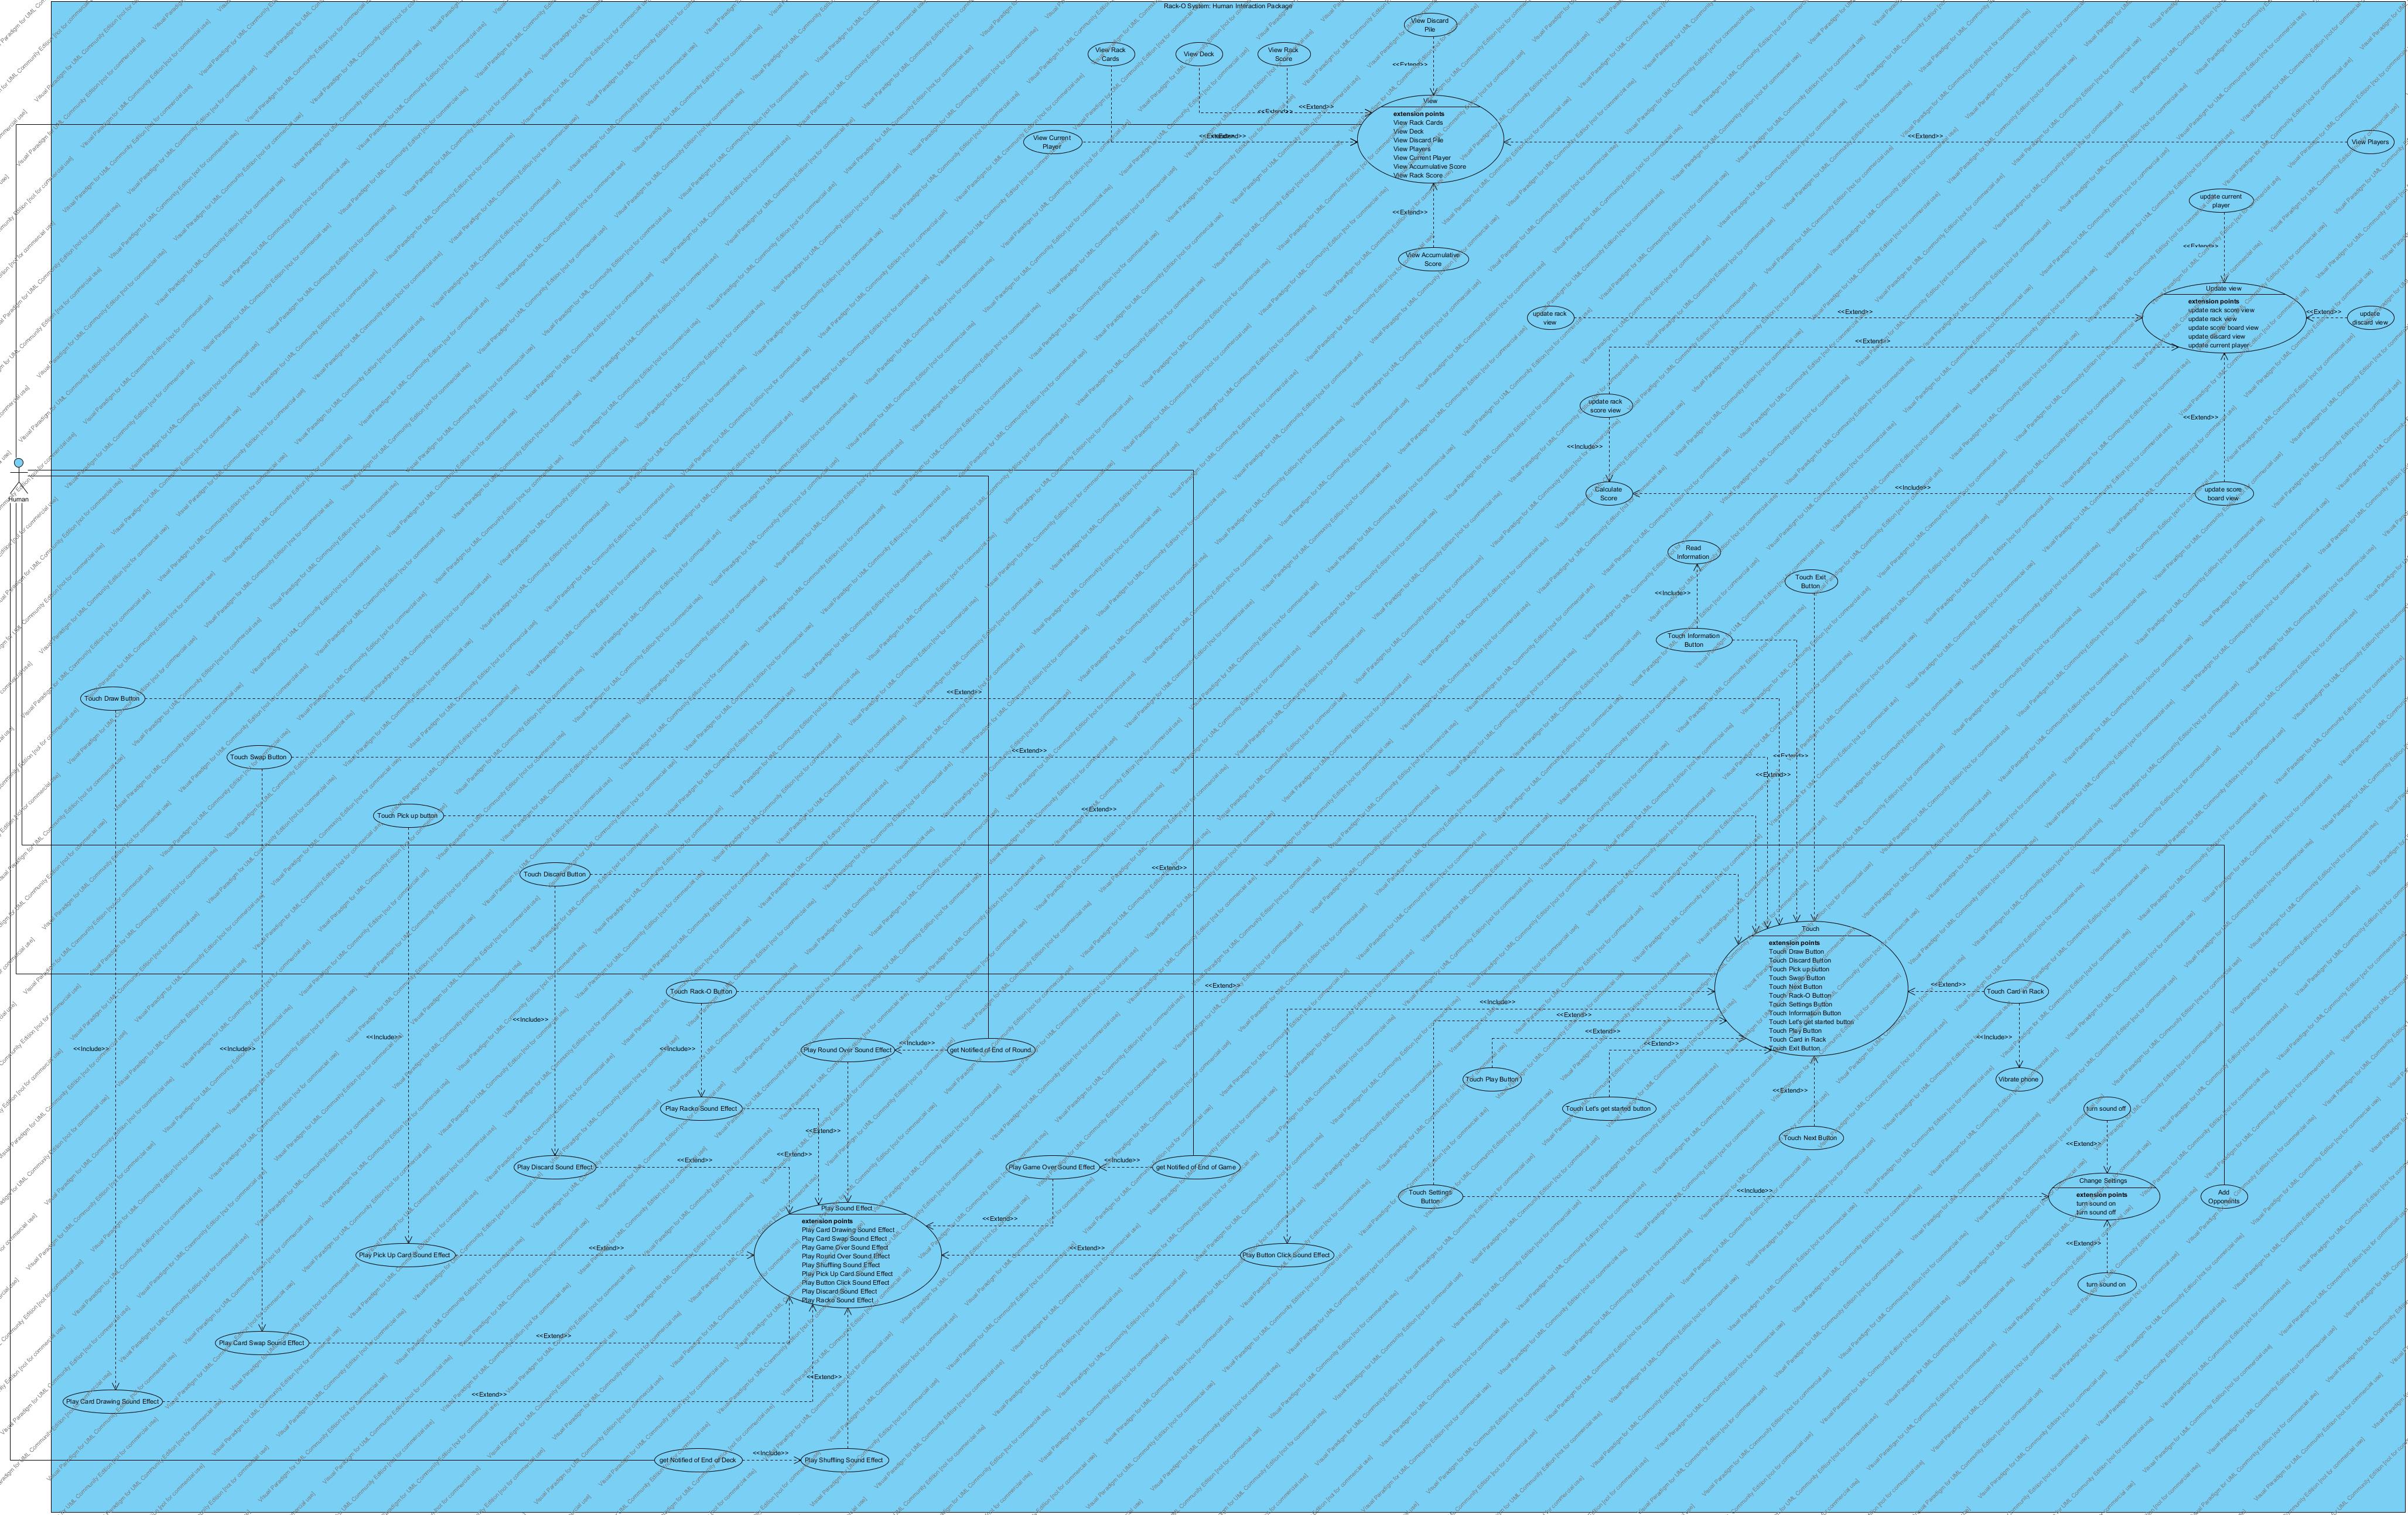 Rack-O System: Human Interaction Package
View Discard
Pile
View Rack
Cards
View Deck
View Rack
Score
<<Extend>>
View
extension points
View Rack Cards
View Deck
View Discard Pile
View Players
View Current Player
View Accumulative Score
View Rack Score
<<Extend>>
<<Extend>>
<<Extend>>
<<Extend>>
View Current
Player
<<Extend>>
View Players
<<Extend>>
View Accumulative
Score
update current
player
<<Extend>>
Update view
extension points
update rack score view
update rack view
update score board view
update discard view
update current player
update rack
view
<<Extend>>
<<Extend>>
update
discard view
<<Extend>>
update rack
score view
<<Extend>>
<<Include>>
Calculate
Score
<<Include>>
update score
board view
Human
Read
Information
<<Include>>
Touch Exit
Button
Touch Information
Button
Touch Draw Button
<<Extend>>
Touch Swap Button
<<Extend>>
<<Extend>>
<<Extend>>
Touch Pick up button
<<Extend>>
Touch Discard Button
<<Extend>>
Touch
extension points
Touch Draw Button
Touch Discard Button
Touch Pick up button
Touch Swap Button
Touch Next Button
Touch Rack-O Button
Touch Settings Button
Touch Information Button
Touch Let's get started button
Touch Play Button
Touch Card in Rack
Touch Exit Button
Touch Rack-O Button
<<Extend>>
<<Extend>>
Touch Card in Rack
<<Include>>
<<Extend>>
<<Extend>>
<<Extend>>
<<Include>>
<<Include>>
<<Include>>
<<Include>>
<<Include>>
<<Include>>
Play Round Over Sound Effect
<<Include>>
get Notified of End of Round
Touch Play Button
Vibrate phone
<<Extend>>
Play Racko Sound Effect
Touch Let's get started button
turn sound off
<<Extend>>
Touch Next Button
<<Extend>>
<<Extend>>
Play Discard Sound Effect
<<Extend>>
Play Game Over Sound Effect
<<Include>>
get Notified of End of Game
Touch Settings
Button
<<Include>>
Change Settings
extension points
turn sound on
turn sound off
Add
Opponents
Play Sound Effect
extension points
Play Card Drawing Sound Effect
Play Card Swap Sound Effect
Play Game Over Sound Effect
Play Round Over Sound Effect
Play Shuffling Sound Effect
Play Pick Up Card Sound Effect
Play Button Click Sound Effect
Play Discard Sound Effect
Play Racko Sound Effect
<<Extend>>
Play Pick Up Card Sound Effect
<<Extend>>
<<Extend>>
Play Button Click Sound Effect
<<Extend>>
turn sound on
Play Card Swap Sound Effect
<<Extend>>
<<Extend>>
Play Card Drawing Sound Effect
<<Extend>>
get Notified of End of Deck
<<Include>>
Play Shuffling Sound Effect
Visual Paradigm for UML Community Edition [not for commercial use]